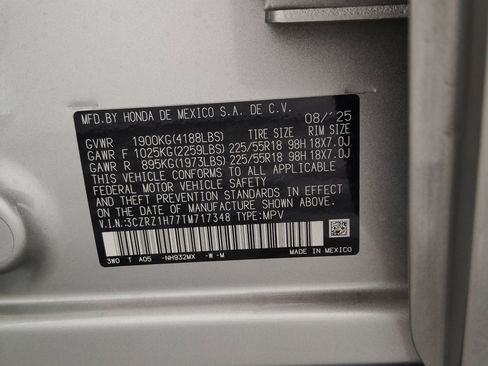 MFD.BY HONDA DE MEXICO S.A. DE C.V. 08/'25
GVWR 1900KG(4188LBS) TIRE SIZE RIM SIZE
GAWR F 1025KG(2259LBS) 225/55R18 98H 18X7.0J
GAWR R 895KG(1973LBS) 225/55R18 98H 18X7.0J
THIS VEHICLE CONFORMS TO ALL APPLICABLE
FEDERAL MOTOR VEHICLE SAFETY
AND THEFT PREVENTION STANDARDS IN EFFECT ON
THE DATE OF MANUFACTURE SHOWN ABOVE.
V.I.N:3CZRZ1H77TM717348 TYPE:MPV
3W0 T A05 -NH932MX -W -M MADE IN MEXICO